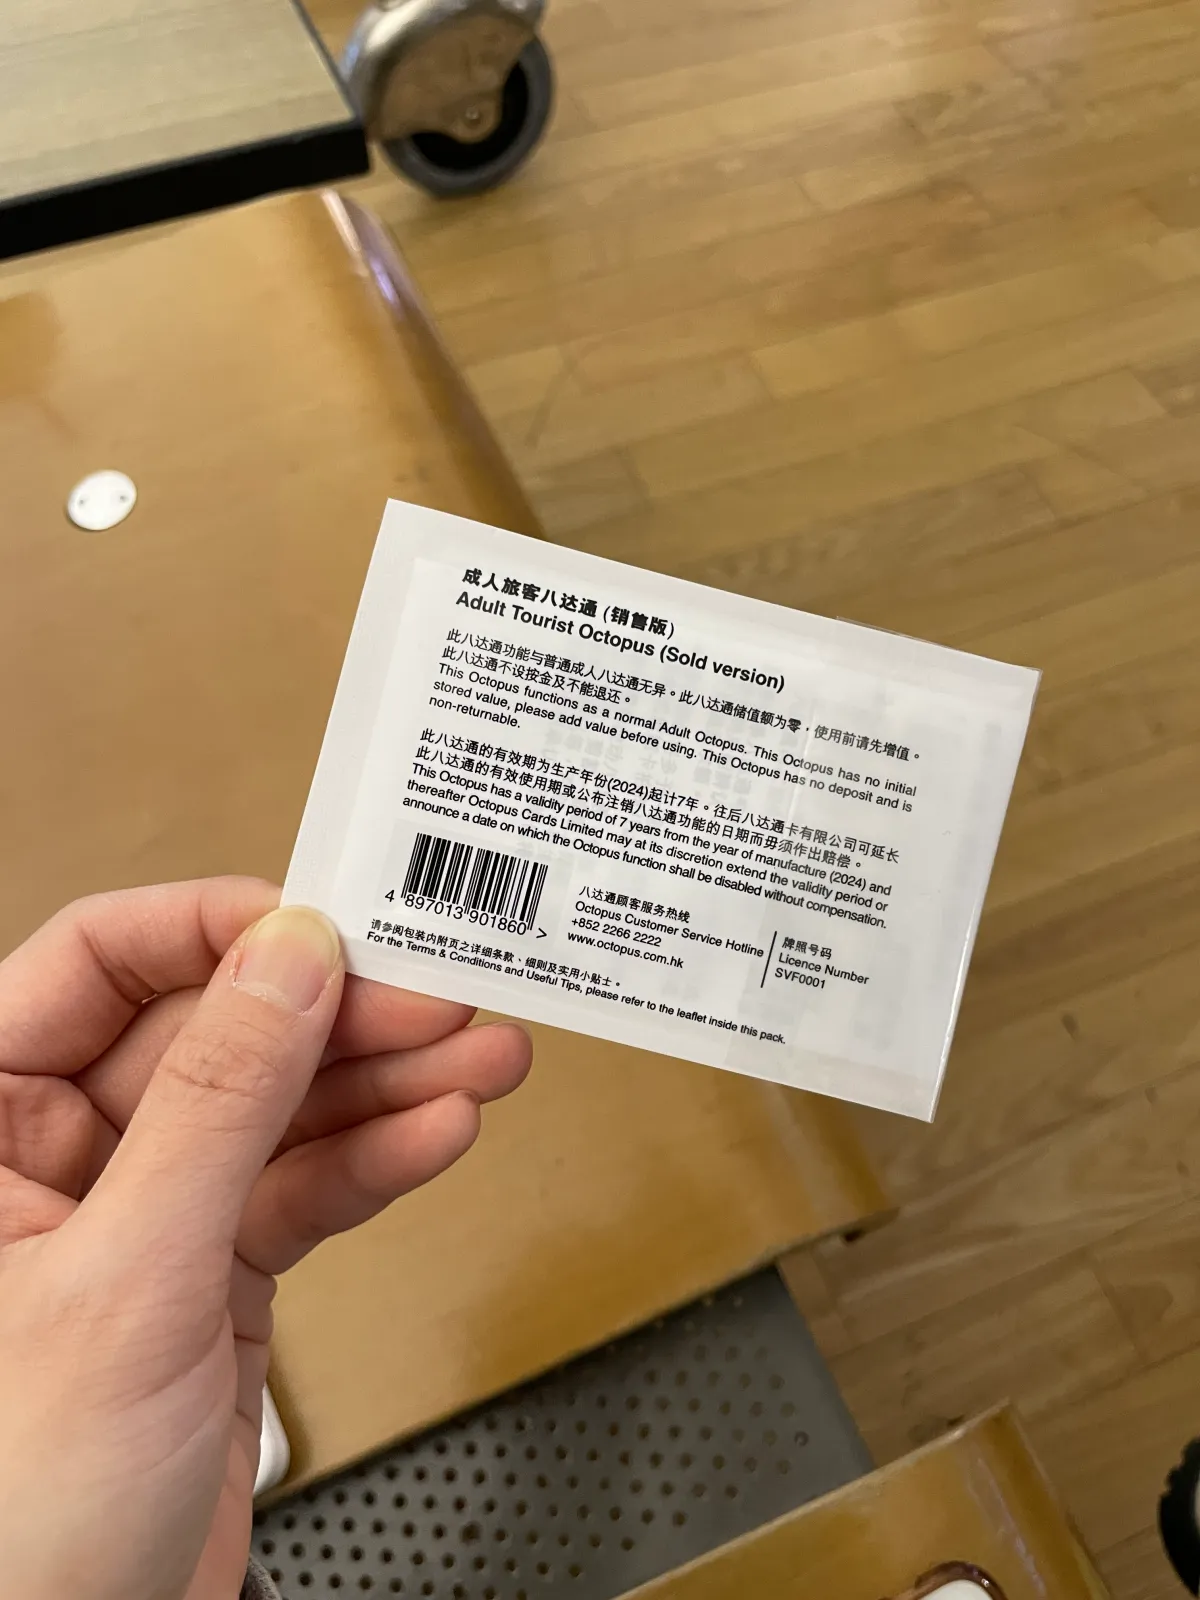 成人旅客八达通 (销售版)
Adult Tourist Octopus (Sold version)
此八达通功能与普通成人八达通无异。此八达通储值额为零，使用前请先增值。
此八达通不设按金及不能退还。
This Octopus functions as a normal Adult Octopus. This Octopus has no initial
stored value, please add value before using. This Octopus has no deposit and is
non-returnable.
此八达通的有效期为生产年份(2024)起计7年。往后八达通卡有限公司可延长
此八达通的有效使用期或公布注销八达通功能的日期而毋须作出赔偿。
This Octopus has a validity period of 7 years from the year of manufacture (2024) and
thereafter Octopus Cards Limited may at its discretion extend the validity period or
announce a date on which the Octopus function shall be disabled without compensation.
4 897013 901860 >
八达通顾客服务热线
Octopus Customer Service Hotline
+852 2266 2222
www.octopus.com.hk
牌照号码
Licence Number
SVF0001
请参阅包装内附页之详细条款、细则及实用小贴士。
For the Terms & Conditions and Useful Tips, please refer to the leaflet inside this pack.